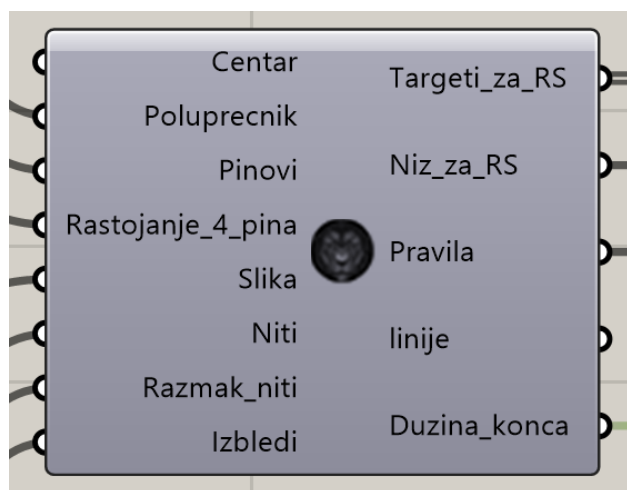 Centar
Poluprecnik
Pinovi
Rastojanje_4_pina
Slika
Niti
Razmak_niti
Izbledi
Targeti_za_RS
Niz_za_RS
Pravila
linije
Duzina_konca